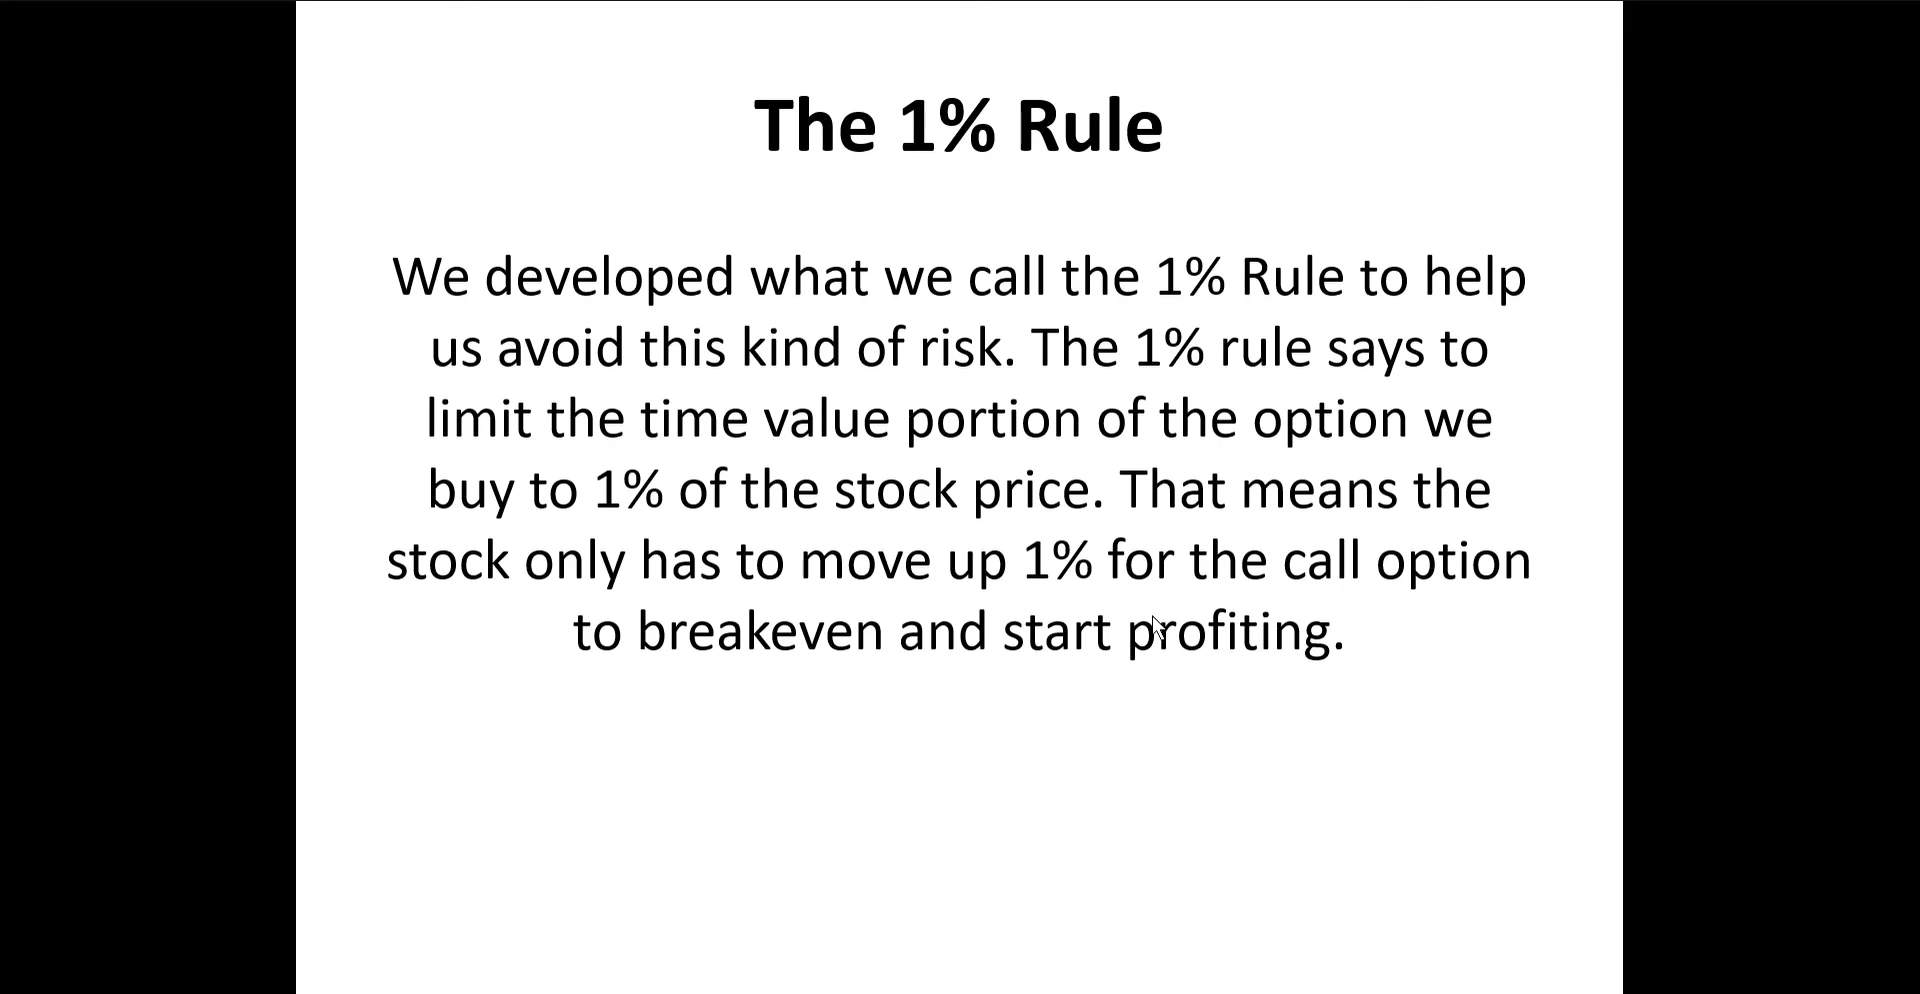 The 1% Rule
We developed what we call the 1% Rule to help
us avoid this kind of risk. The 1% rule says to
limit the time value portion of the option we
buy to 1% of the stock price. That means the
stock only has to move up 1% for the call option
to breakeven and start profiting.